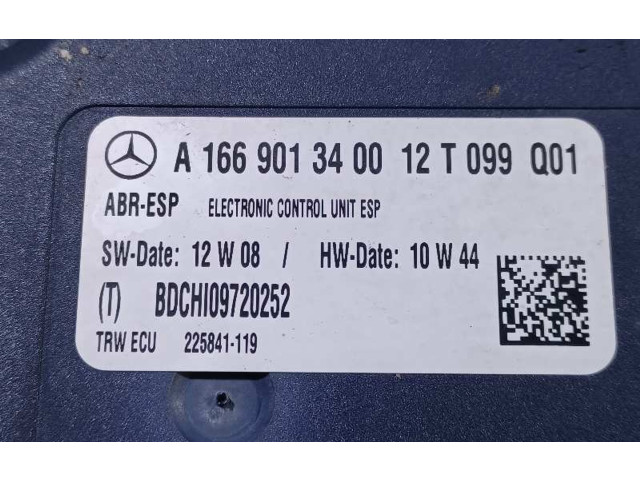 A 166 901 34 00 12 T 099 Q01
ABR-ESP ELECTRONIC CONTROL UNIT ESP
SW-Date: 12 W 08 / HW-Date: 10 W 44
(T) BDCHI09720252
TRW ECU 225841-119